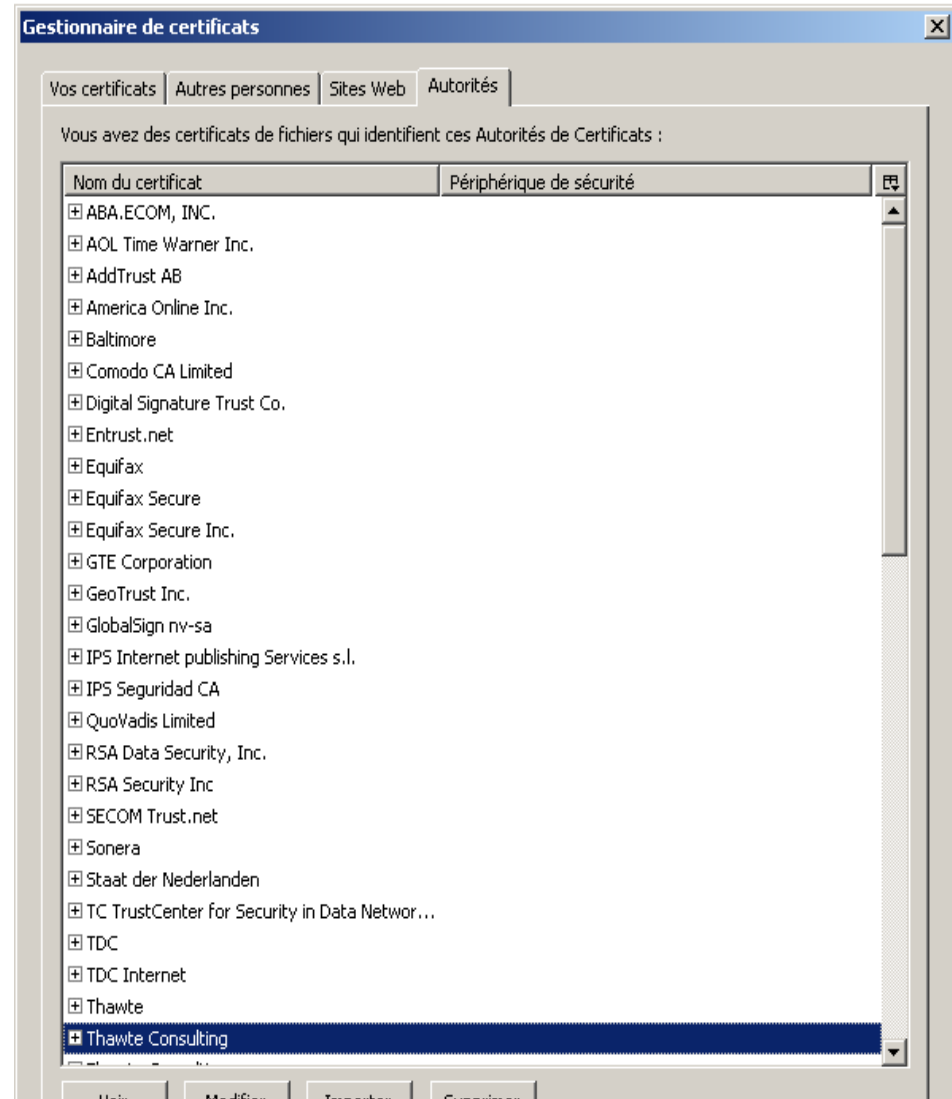 Gestionnaire de certificats
Vos certificats Autres personnes Sites Web Autorités
Vous avez des certificats de fichiers qui identifient ces Autorités de Certificats :
Nom du certificat Périphérique de sécurité
ABA.ECOM, INC.
AOL Time Warner Inc.
AddTrust AB
America Online Inc.
Baltimore
Comodo CA Limited
Digital Signature Trust Co.
Entrust.net
Equifax
Equifax Secure
Equifax Secure Inc.
GTE Corporation
GeoTrust Inc.
GlobalSign nv-sa
IPS Internet publishing Services s.l.
IPS Seguridad CA
QuoVadis Limited
RSA Data Security, Inc.
RSA Security Inc
SECOM Trust.net
Sonera
Staat der Nederlanden
TC TrustCenter for Security in Data Networ...
TDC
TDC Internet
Thawte
Thawte Consulting
Voir Modifier Importer Supprimer